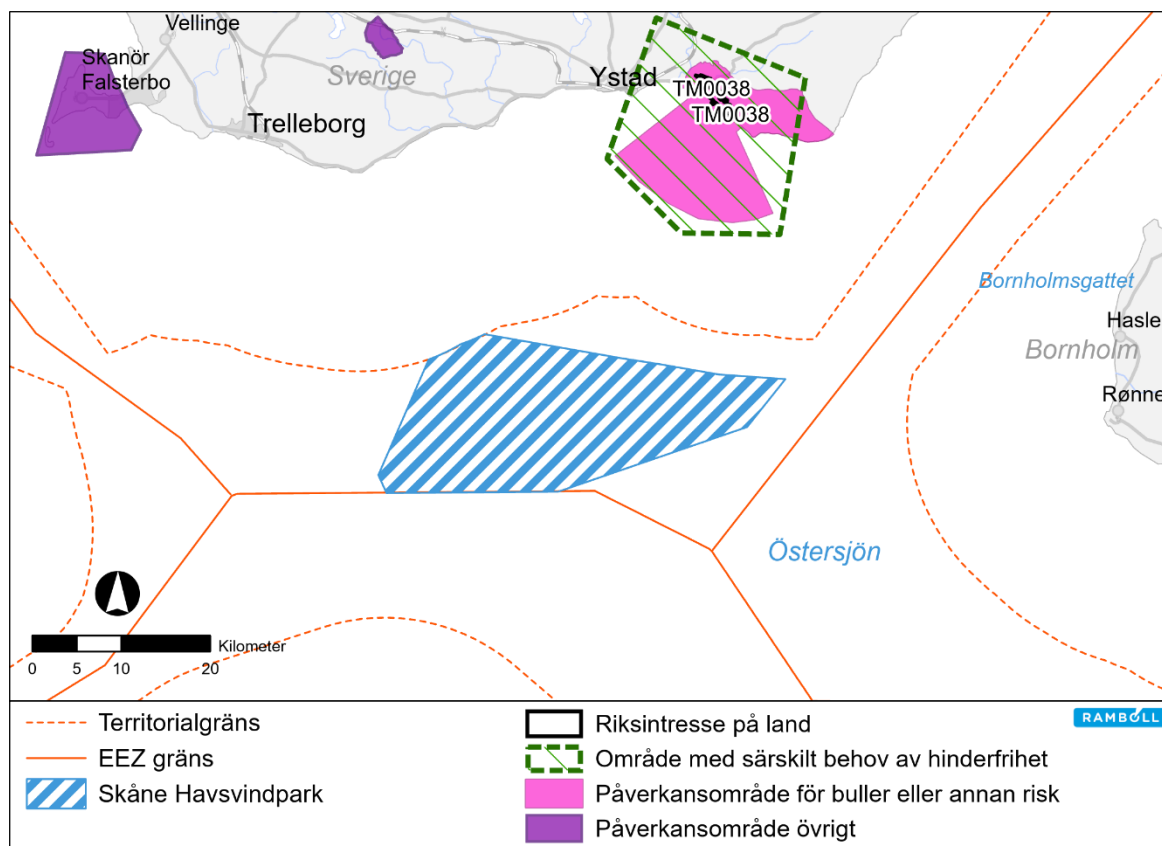 Vellinge
Skanör
Falsterbo
Sverige
Trelleborg
Ystad
TM0038
TM0038
Bornholmsgattet
Hasle
Bornholm
Rønne
Östersjön
Kilometer
0 5 10 20
Territorialgräns
EEZ gräns
Skåne Havsvindpark
Riksintresse på land
Område med särskilt behov av hinderfrihet
Påverkansområde för buller eller annan risk
Påverkansområde övrigt
RAMBOLL